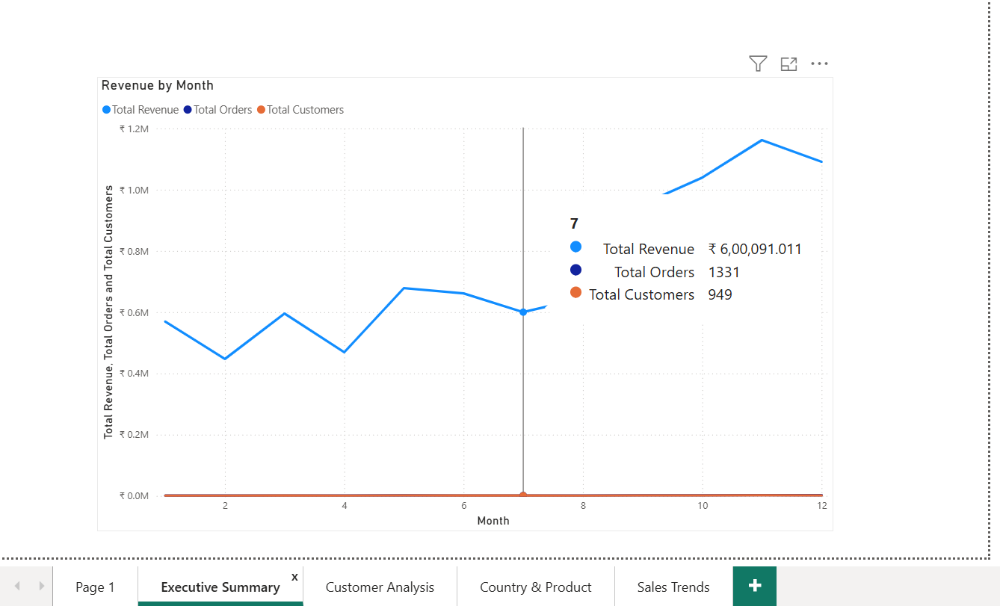 Revenue by Month
Total Revenue Total Orders Total Customers
₹ 1.2M
₹ 1.0M
₹ 0.8M
₹ 0.6M
₹ 0.4M
₹ 0.2M
₹ 0.0M
Total Revenue, Total Orders and Total Customers
7
Total Revenue ₹ 6,00,091.011
Total Orders 1331
Total Customers 949
2 4 6 8 10 12
Month
Page 1 Executive Summary x Customer Analysis Country & Product Sales Trends +